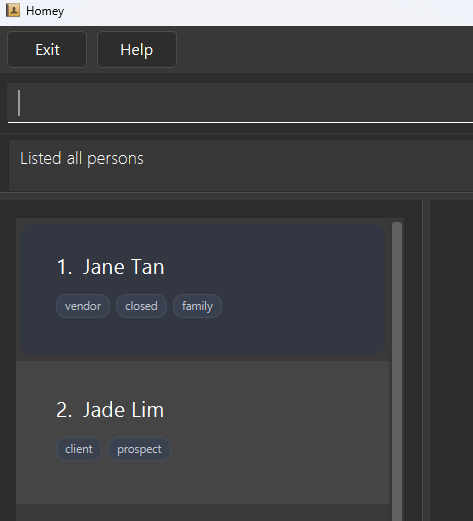 Homey
Exit Help
Listed all persons
1. Jane Tan
vendor closed family
2. Jade Lim
client prospect